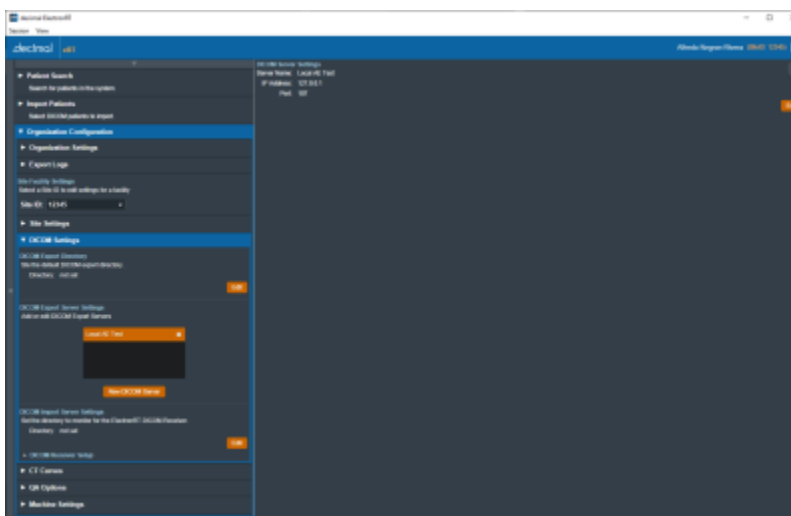 .decimal ElectronRT
Session View
.decimal eRT
Patient Search
Search for patients in the system
Import Patients
Select DICOM patients to import
Organization Configuration
Organization Settings
Export Logs
Site Facility Settings
Select a Site ID to edit settings for a facility
Site ID: 12345
Site Settings
DICOM Settings
DICOM Export Directory
Set the default DICOM export directory
Directory not set
Edit
DICOM Export Server Settings
Add or edit DICOM Export Servers
Local AE Test
New DICOM Server
DICOM Import Server Settings
Set the directory to monitor for the ElectronRT DICOM Receiver
Directory not set
Edit
DICOM Receiver Setup
CT Curves
QR Options
Machine Settings
DICOM Server Settings
Server Name: Local AE Test
IP Address: 127.0.0.1
Port: